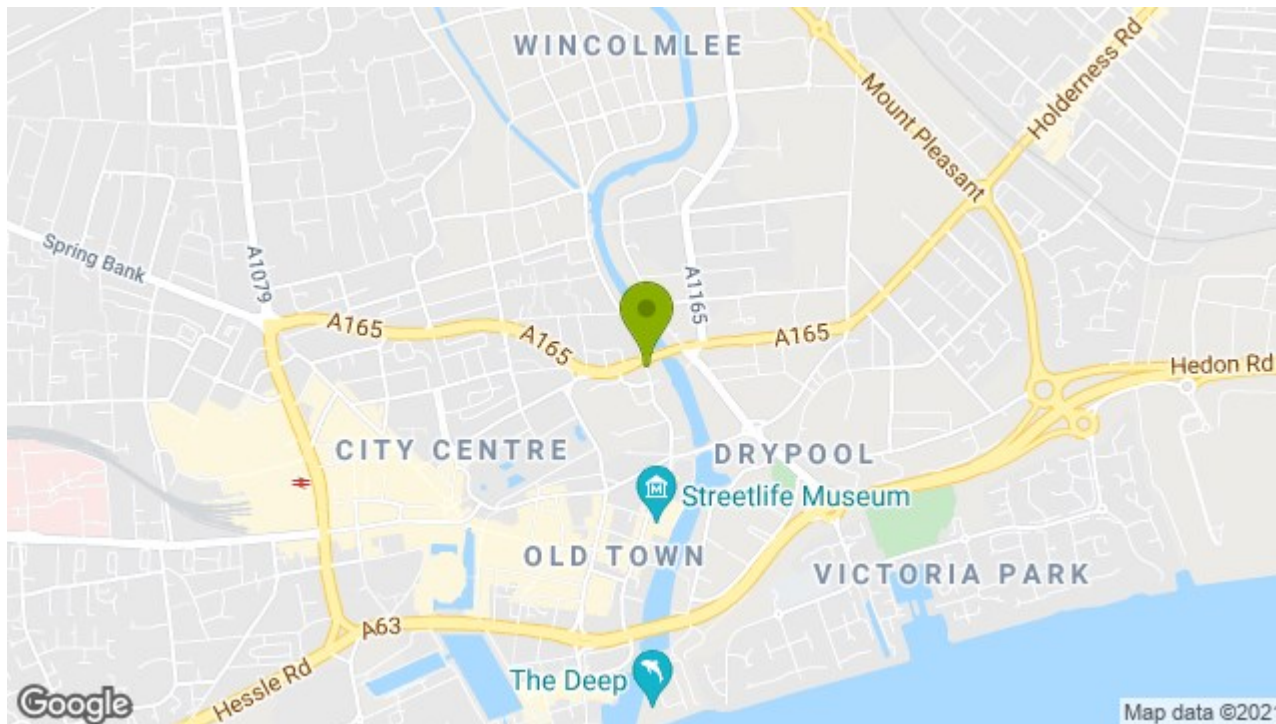 WINCOLMLEE
Holderness Rd
Mount Pleasant
Spring Bank
A1079
A1165
A165
A165
A165
Hedon Rd
CITY CENTRE
DRYPOOL
M
Streetlife Museum
OLD TOWN
VICTORIA PARK
A63
Hessle Rd
The Deep
Google
Map data ©2021